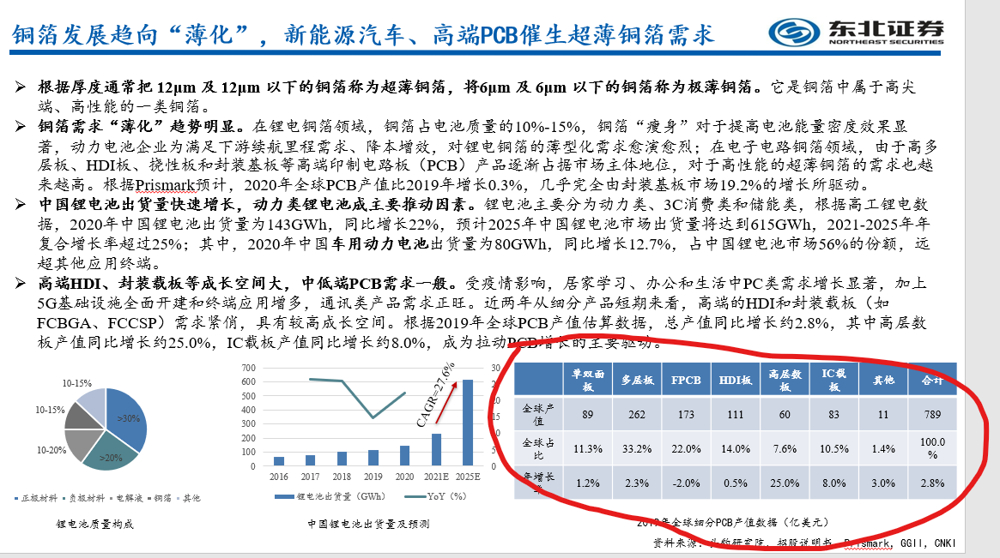 铜箔发展趋向“薄化”，新能源汽车、高端PCB催生超薄铜箔需求
东北证券
NORTHEAST SECURITIES
➢ 根据厚度通常把 12μm 及 12μm 以下的铜箔称为超薄铜箔，将6μm 及 6μm 以下的铜箔称为极薄铜箔。它是铜箔中属于高尖
端、高性能的一类铜箔。
➢ 铜箔需求“薄化”趋势明显。在锂电铜箔领域，铜箔占电池质量的10%-15%，铜箔“瘦身”对于提高电池能量密度效果显
著，动力电池企业为满足下游续航里程需求、降本增效，对锂电铜箔的薄型化需求愈演愈烈；在电子电路铜箔领域，由于高多
层板、HDI板、挠性板和封装基板等高端印制电路板（PCB）产品逐渐占据市场主体地位，对于高性能的超薄铜箔的需求也越
来越高。根据Prismark预计，2020年全球PCB产值比2019年增长0.3%，几乎完全由封装基板市场19.2%的增长所驱动。
➢ 中国锂电池出货量快速增长，动力类锂电池成主要推动因素。锂电池主要分为动力类、3C消费类和储能类，根据高工锂电数
据，2020年中国锂电池出货量为143GWh，同比增长22%，预计2025年中国锂电池市场出货量将达到615GWh，2021-2025年年
复合增长率超过25%；其中，2020年中国车用动力电池出货量为80GWh，同比增长12.7%，占中国锂电池市场56%的份额，远
超其他应用终端。
➢ 高端HDI、封装载板等成长空间大，中低端PCB需求一般。受疫情影响，居家学习、办公和生活中PC类需求增长显著，加上
5G基础设施全面开建和终端应用增多，通讯类产品需求正旺。近两年从细分产品短期来看，高端的HDI和封装载板（如
FCBGA、FCCSP）需求紧俏，具有较高成长空间。根据2019年全球PCB产值估算数据，总产值同比增长约2.8%，其中高层数
板产值同比增长约25.0%，IC载板产值同比增长约8.0%，成为拉动PCB增长的主要驱动。
10-15%
10-15%
10-20%
>30%
>20%
正极材料 负极材料 电解液 铜箔 其他
锂电池质量构成
700
600
500
400
300
200
100
0
30
20
15
0
CAGR=27.6%
2016 2017 2018 2019 2020 2021E 2025E
锂电池出货量（GWh） YoY（%）
中国锂电池出货量及预测
单双面板 多层板 FPCB HDI板 高层数板 IC载板 其他 合计
全球产值 89 262 173 111 60 83 11 789
全球占比 11.3% 33.2% 22.0% 14.0% 7.6% 10.5% 1.4% 100.0%
年增长率 1.2% 2.3% -2.0% 0.5% 25.0% 8.0% 3.0% 2.8%
2019年全球细分PCB产值数据（亿美元）
资料来源：头豹研究院，招股说明书，Prismark，GGII，CNKI